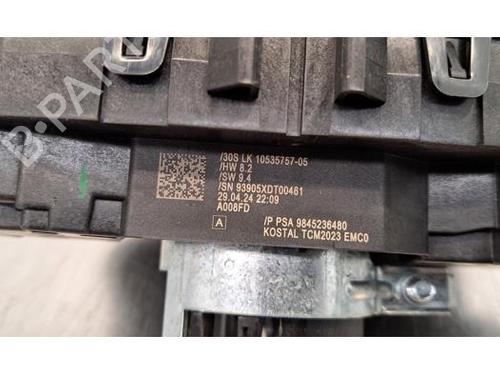 B-PARTS
/30S LK 10535757-05
/HW 8.2
/SW 9.4
/SN 93905XDT00461
29.04.24 22:09
A008FD
A
/P PSA 9845236480
KOSTAL TCM2023 EMC0